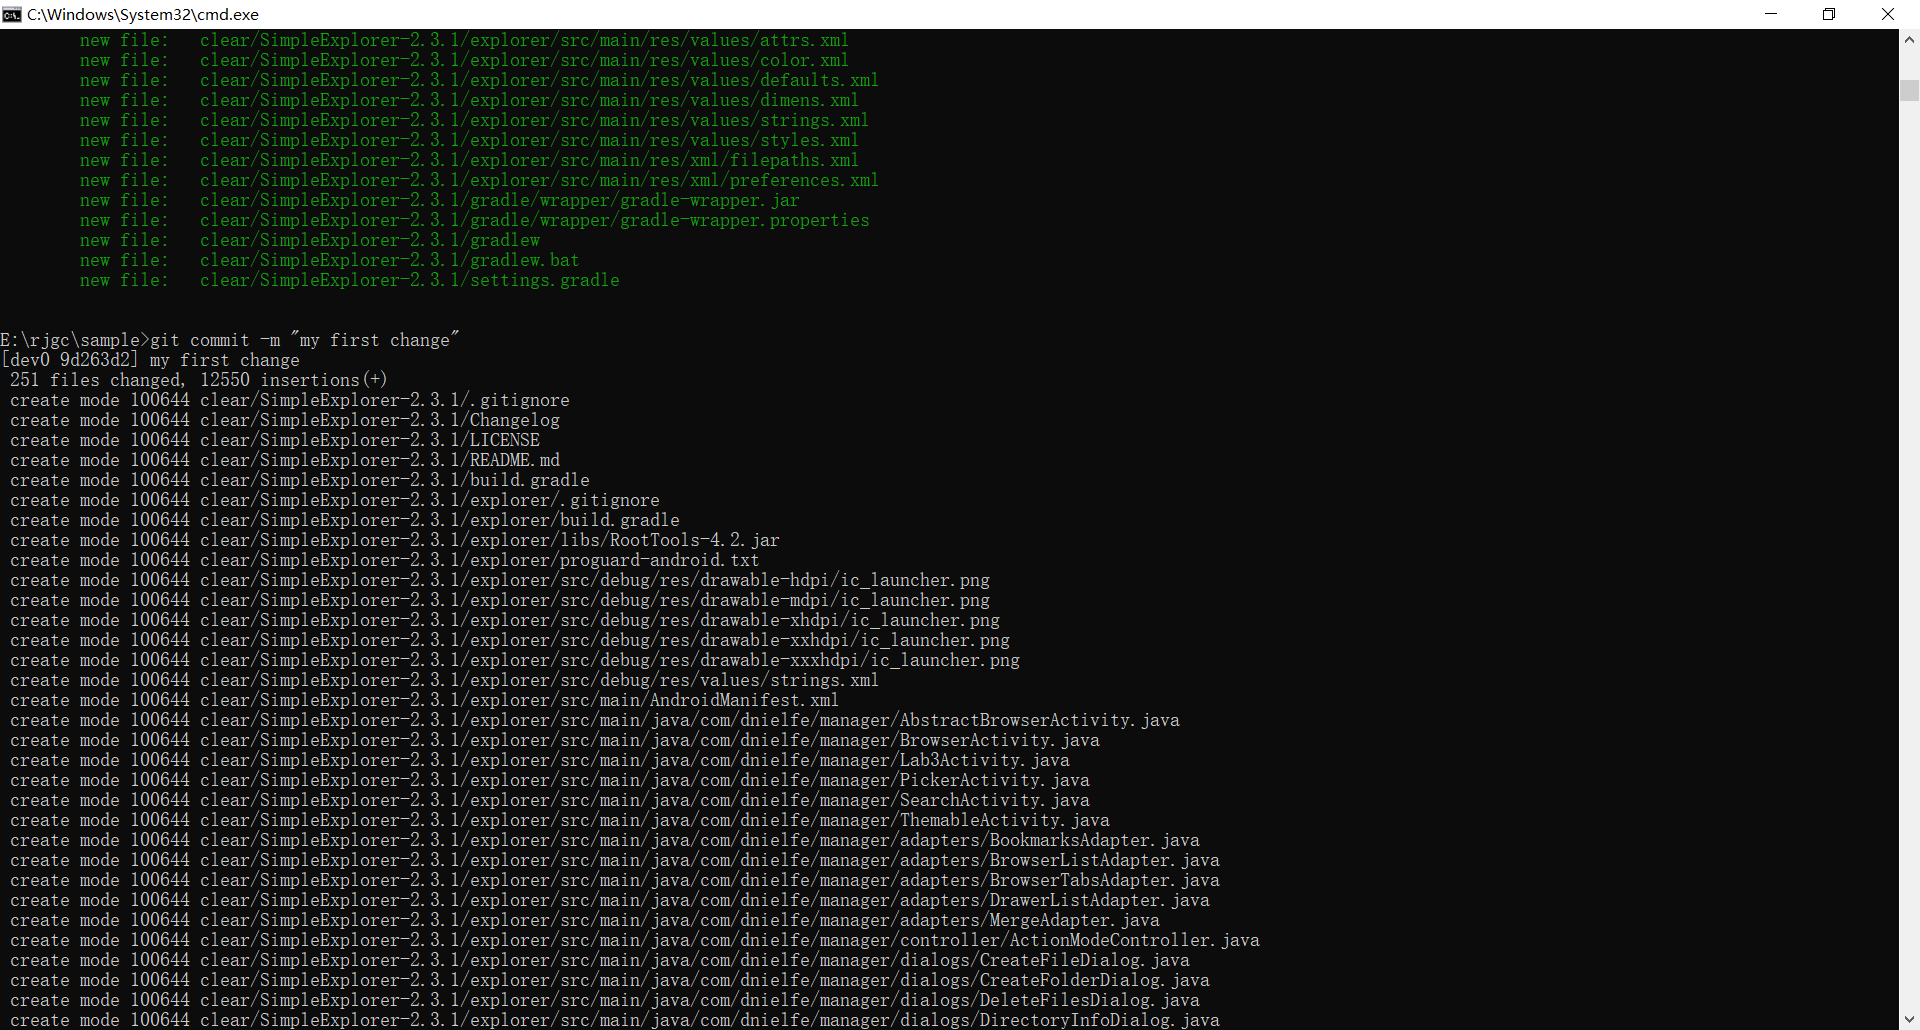 C:\Windows\System32\cmd.exe
new file:   clear/SimpleExplorer-2.3.1/explorer/src/main/res/values/attrs.xml
new file:   clear/SimpleExplorer-2.3.1/explorer/src/main/res/values/color.xml
new file:   clear/SimpleExplorer-2.3.1/explorer/src/main/res/values/defaults.xml
new file:   clear/SimpleExplorer-2.3.1/explorer/src/main/res/values/dimens.xml
new file:   clear/SimpleExplorer-2.3.1/explorer/src/main/res/values/strings.xml
new file:   clear/SimpleExplorer-2.3.1/explorer/src/main/res/values/styles.xml
new file:   clear/SimpleExplorer-2.3.1/explorer/src/main/res/xml/filepaths.xml
new file:   clear/SimpleExplorer-2.3.1/explorer/src/main/res/xml/preferences.xml
new file:   clear/SimpleExplorer-2.3.1/gradle/wrapper/gradle-wrapper.jar
new file:   clear/SimpleExplorer-2.3.1/gradle/wrapper/gradle-wrapper.properties
new file:   clear/SimpleExplorer-2.3.1/gradlew
new file:   clear/SimpleExplorer-2.3.1/gradlew.bat
new file:   clear/SimpleExplorer-2.3.1/settings.gradle
E:\rjgc\sample>git commit -m "my first change"
[dev0 9d263d2] my first change
251 files changed, 12550 insertions(+)
create mode 100644 clear/SimpleExplorer-2.3.1/.gitignore
create mode 100644 clear/SimpleExplorer-2.3.1/Changelog
create mode 100644 clear/SimpleExplorer-2.3.1/LICENSE
create mode 100644 clear/SimpleExplorer-2.3.1/README.md
create mode 100644 clear/SimpleExplorer-2.3.1/build.gradle
create mode 100644 clear/SimpleExplorer-2.3.1/explorer/.gitignore
create mode 100644 clear/SimpleExplorer-2.3.1/explorer/build.gradle
create mode 100644 clear/SimpleExplorer-2.3.1/explorer/libs/RootTools-4.2.jar
create mode 100644 clear/SimpleExplorer-2.3.1/explorer/proguard-android.txt
create mode 100644 clear/SimpleExplorer-2.3.1/explorer/src/debug/res/drawable-hdpi/ic_launcher.png
create mode 100644 clear/SimpleExplorer-2.3.1/explorer/src/debug/res/drawable-mdpi/ic_launcher.png
create mode 100644 clear/SimpleExplorer-2.3.1/explorer/src/debug/res/drawable-xhdpi/ic_launcher.png
create mode 100644 clear/SimpleExplorer-2.3.1/explorer/src/debug/res/drawable-xxhdpi/ic_launcher.png
create mode 100644 clear/SimpleExplorer-2.3.1/explorer/src/debug/res/drawable-xxxhdpi/ic_launcher.png
create mode 100644 clear/SimpleExplorer-2.3.1/explorer/src/debug/res/values/strings.xml
create mode 100644 clear/SimpleExplorer-2.3.1/explorer/src/main/AndroidManifest.xml
create mode 100644 clear/SimpleExplorer-2.3.1/explorer/src/main/java/com/dnielfe/manager/AbstractBrowserActivity.java
create mode 100644 clear/SimpleExplorer-2.3.1/explorer/src/main/java/com/dnielfe/manager/BrowserActivity.java
create mode 100644 clear/SimpleExplorer-2.3.1/explorer/src/main/java/com/dnielfe/manager/Lab3Activity.java
create mode 100644 clear/SimpleExplorer-2.3.1/explorer/src/main/java/com/dnielfe/manager/PickerActivity.java
create mode 100644 clear/SimpleExplorer-2.3.1/explorer/src/main/java/com/dnielfe/manager/SearchActivity.java
create mode 100644 clear/SimpleExplorer-2.3.1/explorer/src/main/java/com/dnielfe/manager/ThemableActivity.java
create mode 100644 clear/SimpleExplorer-2.3.1/explorer/src/main/java/com/dnielfe/manager/adapters/BookmarksAdapter.java
create mode 100644 clear/SimpleExplorer-2.3.1/explorer/src/main/java/com/dnielfe/manager/adapters/BrowserListAdapter.java
create mode 100644 clear/SimpleExplorer-2.3.1/explorer/src/main/java/com/dnielfe/manager/adapters/BrowserTabsAdapter.java
create mode 100644 clear/SimpleExplorer-2.3.1/explorer/src/main/java/com/dnielfe/manager/adapters/DrawerListAdapter.java
create mode 100644 clear/SimpleExplorer-2.3.1/explorer/src/main/java/com/dnielfe/manager/adapters/MergeAdapter.java
create mode 100644 clear/SimpleExplorer-2.3.1/explorer/src/main/java/com/dnielfe/manager/controller/ActionModeController.java
create mode 100644 clear/SimpleExplorer-2.3.1/explorer/src/main/java/com/dnielfe/manager/dialogs/CreateFileDialog.java
create mode 100644 clear/SimpleExplorer-2.3.1/explorer/src/main/java/com/dnielfe/manager/dialogs/CreateFolderDialog.java
create mode 100644 clear/SimpleExplorer-2.3.1/explorer/src/main/java/com/dnielfe/manager/dialogs/DeleteFilesDialog.java
create mode 100644 clear/SimpleExplorer-2.3.1/explorer/src/main/java/com/dnielfe/manager/dialogs/DirectoryInfoDialog.java